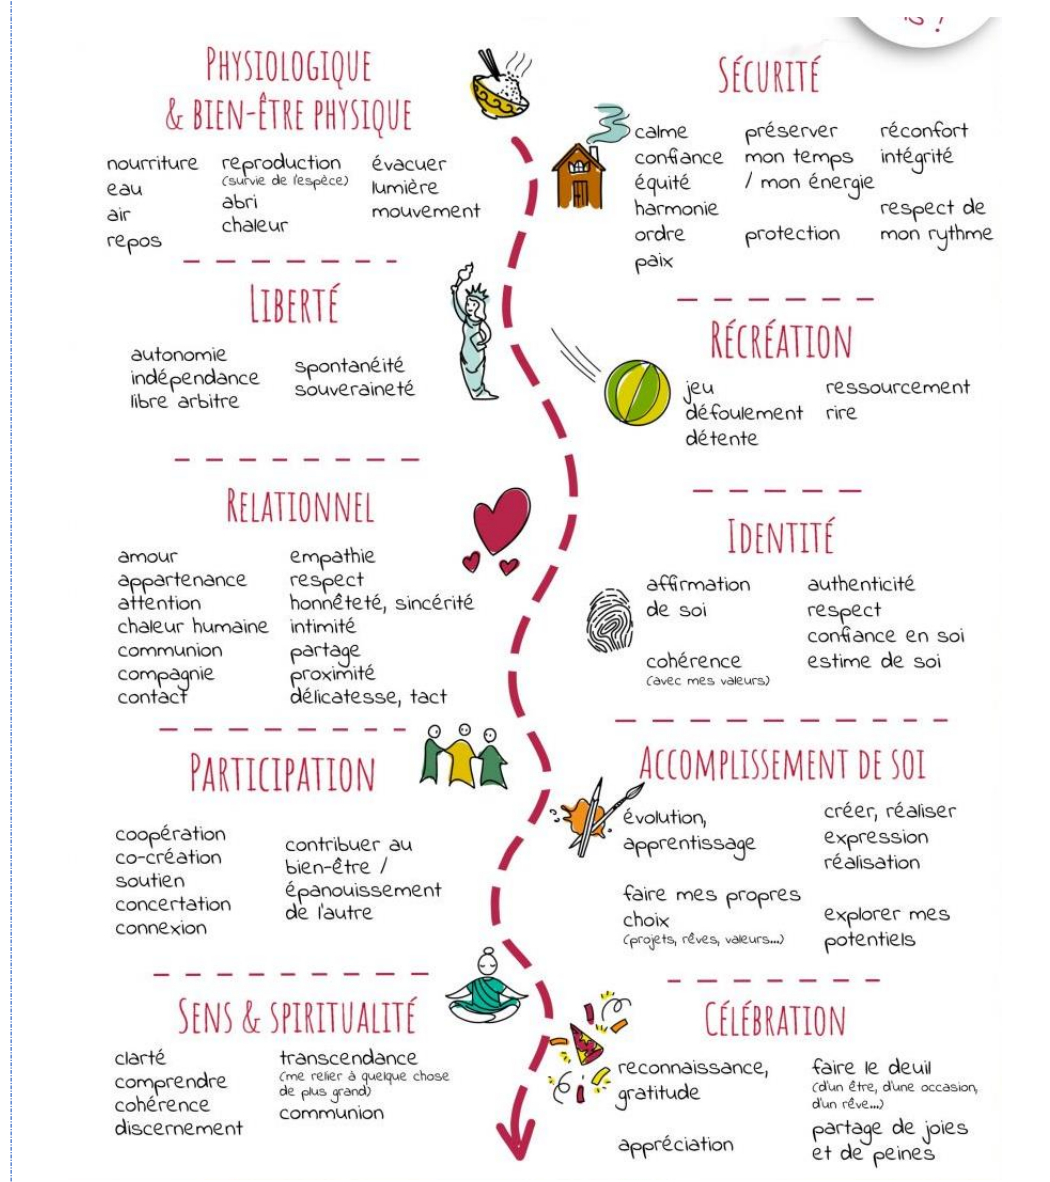 PHYSIOLOGIQUE
& BIEN-ÊTRE PHYSIQUE
nourriture
eau
air
repos
reproduction
(survie de l'espèce)
abri
chaleur
évacuer
lumière
mouvement
SÉCURITÉ
calme
confiance
équité
harmonie
ordre
paix
préserver
mon temps
/ mon énergie
protection
réconfort
intégrité
respect de
mon rythme
LIBERTÉ
autonomie
indépendance
libre arbitre
spontanéité
souveraineté
RÉCRÉATION
jeu
défoulement
détente
ressourcement
rire
RELATIONNEL
amour
appartenance
attention
chaleur humaine
communion
compagnie
contact
empathie
respect
honnêteté, sincérité
intimité
partage
proximité
délicatesse, tact
IDENTITÉ
affirmation
de soi
cohérence
(avec mes valeurs)
authenticité
respect
confiance en soi
estime de soi
PARTICIPATION
coopération
co-création
soutien
concertation
connexion
contribuer au
bien-être /
épanouissement
de l'autre
ACCOMPLISSEMENT DE SOI
évolution,
apprentissage
faire mes propres
choix
(projets, rêves, valeurs...)
créer, réaliser
expression
réalisation
explorer mes
potentiels
SENS & SPIRITUALITÉ
clarté
comprendre
cohérence
discernement
transcendance
(me relier à quelque chose
de plus grand)
communion
CÉLÉBRATION
reconnaissance,
gratitude
appréciation
faire le deuil
(d'un être, d'une occasion,
d'un rêve...)
partage de joies
et de peines